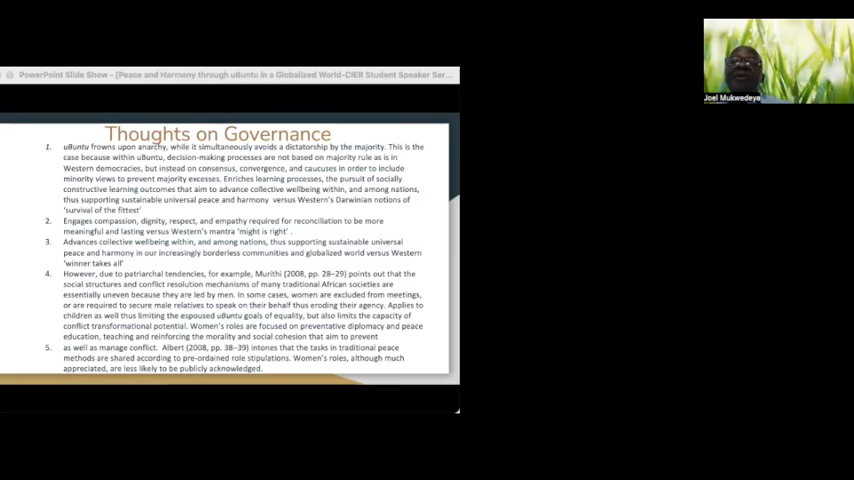 PowerPoint Slide Show - [Peace and Harmony through uBuntu in a Globalized World-CIER Student Speaker Ser...
Joel Mukwedeya
Thoughts on Governance
1. uBuntu frowns upon anarchy, while it simultaneously avoids a dictatorship by the majority. This is the
case because within uBuntu, decision-making processes are not based on majority rule as is in
Western democracies, but instead on consensus, convergence, and caucuses in order to include
minority views to prevent majority excesses. Enriches learning processes, the pursuit of socially
constructive learning outcomes that aim to advance collective wellbeing within, and among nations,
thus supporting sustainable universal peace and harmony versus Western's Darwinian notions of
'survival of the fittest'
2. Engages compassion, dignity, respect, and empathy required for reconciliation to be more
meaningful and lasting versus Western's mantra 'might is right' .
3. Advances collective wellbeing within, and among nations, thus supporting sustainable universal
peace and harmony in our increasingly borderless communities and globalized world versus Western
'winner takes all'
4. However, due to patriarchal tendencies, for example, Murithi (2008, pp. 28–29) points out that the
social structures and conflict resolution mechanisms of many traditional African societies are
essentially uneven because they are led by men. In some cases, women are excluded from meetings,
or are required to secure male relatives to speak on their behalf thus eroding their agency. Applies to
children as well thus limiting the espoused uBuntu goals of equality, but also limits the capacity of
conflict transformational potential. Women's roles are focused on preventative diplomacy and peace
education, teaching and reinforcing the morality and social cohesion that aim to prevent
5. as well as manage conflict. Albert (2008, pp. 38–39) intones that the tasks in traditional peace
methods are shared according to pre-ordained role stipulations. Women's roles, although much
appreciated, are less likely to be publicly acknowledged.